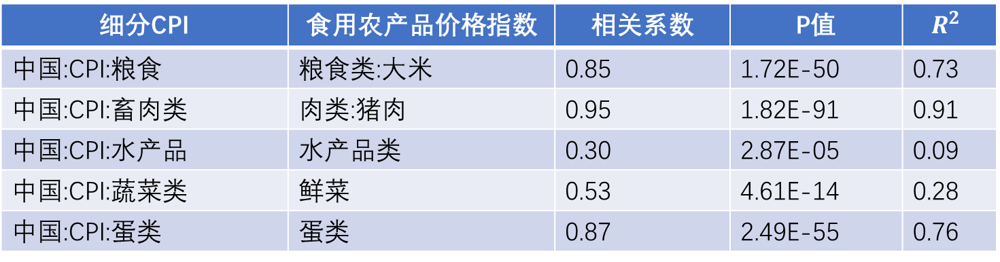 细分CPI 食用农产品价格指数 相关系数 P值 R²
中国:CPI:粮食 粮食类:大米 0.85 1.72E-50 0.73
中国:CPI:畜肉类 肉类:猪肉 0.95 1.82E-91 0.91
中国:CPI:水产品 水产品类 0.30 2.87E-05 0.09
中国:CPI:蔬菜类 鲜菜 0.53 4.61E-14 0.28
中国:CPI:蛋类 蛋类 0.87 2.49E-55 0.76